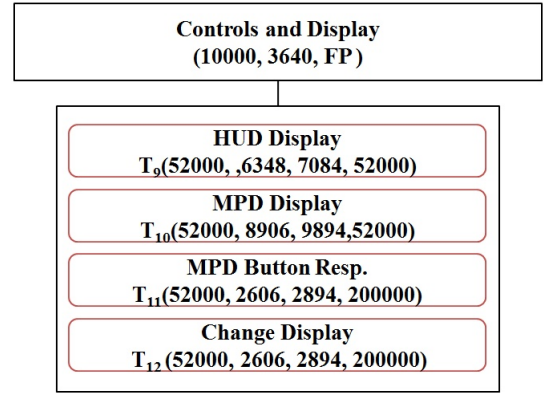 Controls and Display
(10000, 3640, FP )
HUD Display
T₉(52000, ,6348, 7084, 52000)
MPD Display
T₁₀(52000, 8906, 9894,52000)
MPD Button Resp.
T₁₁(52000, 2606, 2894, 200000)
Change Display
T₁₂ (52000, 2606, 2894, 200000)